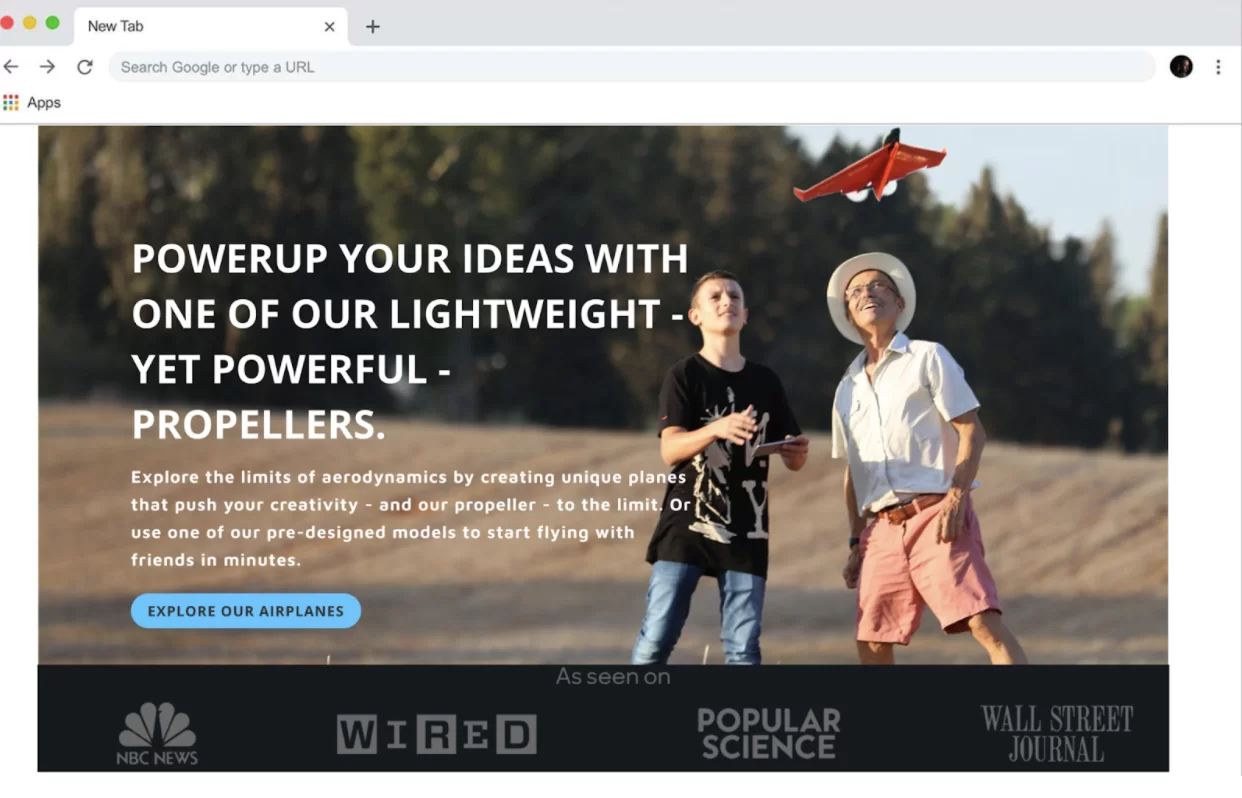 New Tab
Search Google or type a URL
Apps
POWERUP YOUR IDEAS WITH
ONE OF OUR LIGHTWEIGHT -
YET POWERFUL -
PROPELLERS.
Explore the limits of aerodynamics by creating unique planes
that push your creativity - and our propeller - to the limit. Or
use one of our pre-designed models to start flying with
friends in minutes.
EXPLORE OUR AIRPLANES
As seen on
NBC NEWS
WIRED
POPULAR
SCIENCE
WALL STREET
JOURNAL